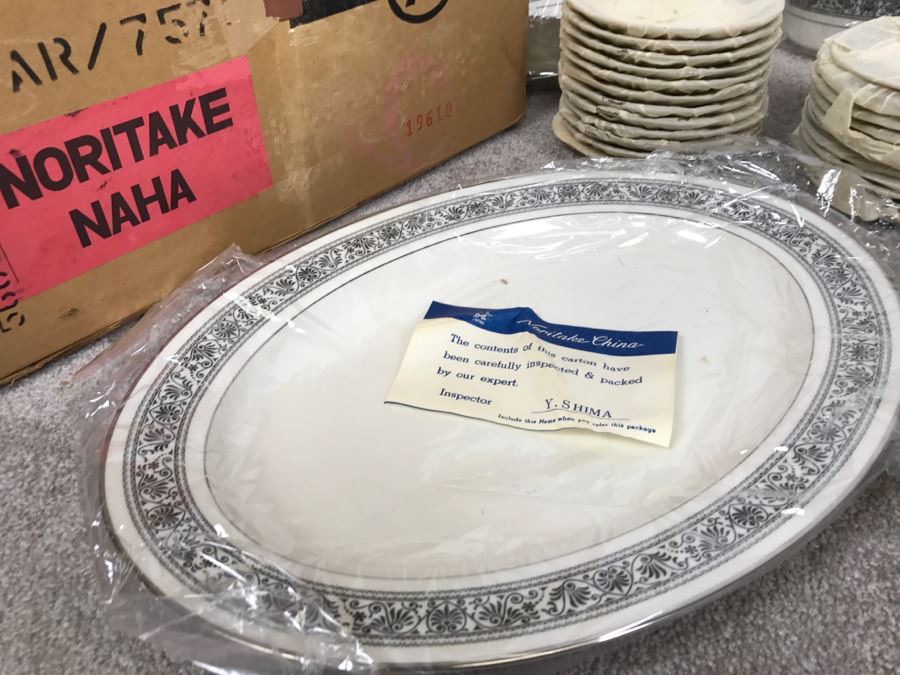 AR/757
NORITAKE
NAHA
19610
Noritake China
The contents of this carton have
been carefully inspected & packed
by our expert.
Inspector Y. SHIMA
Include this Name when you refer this package